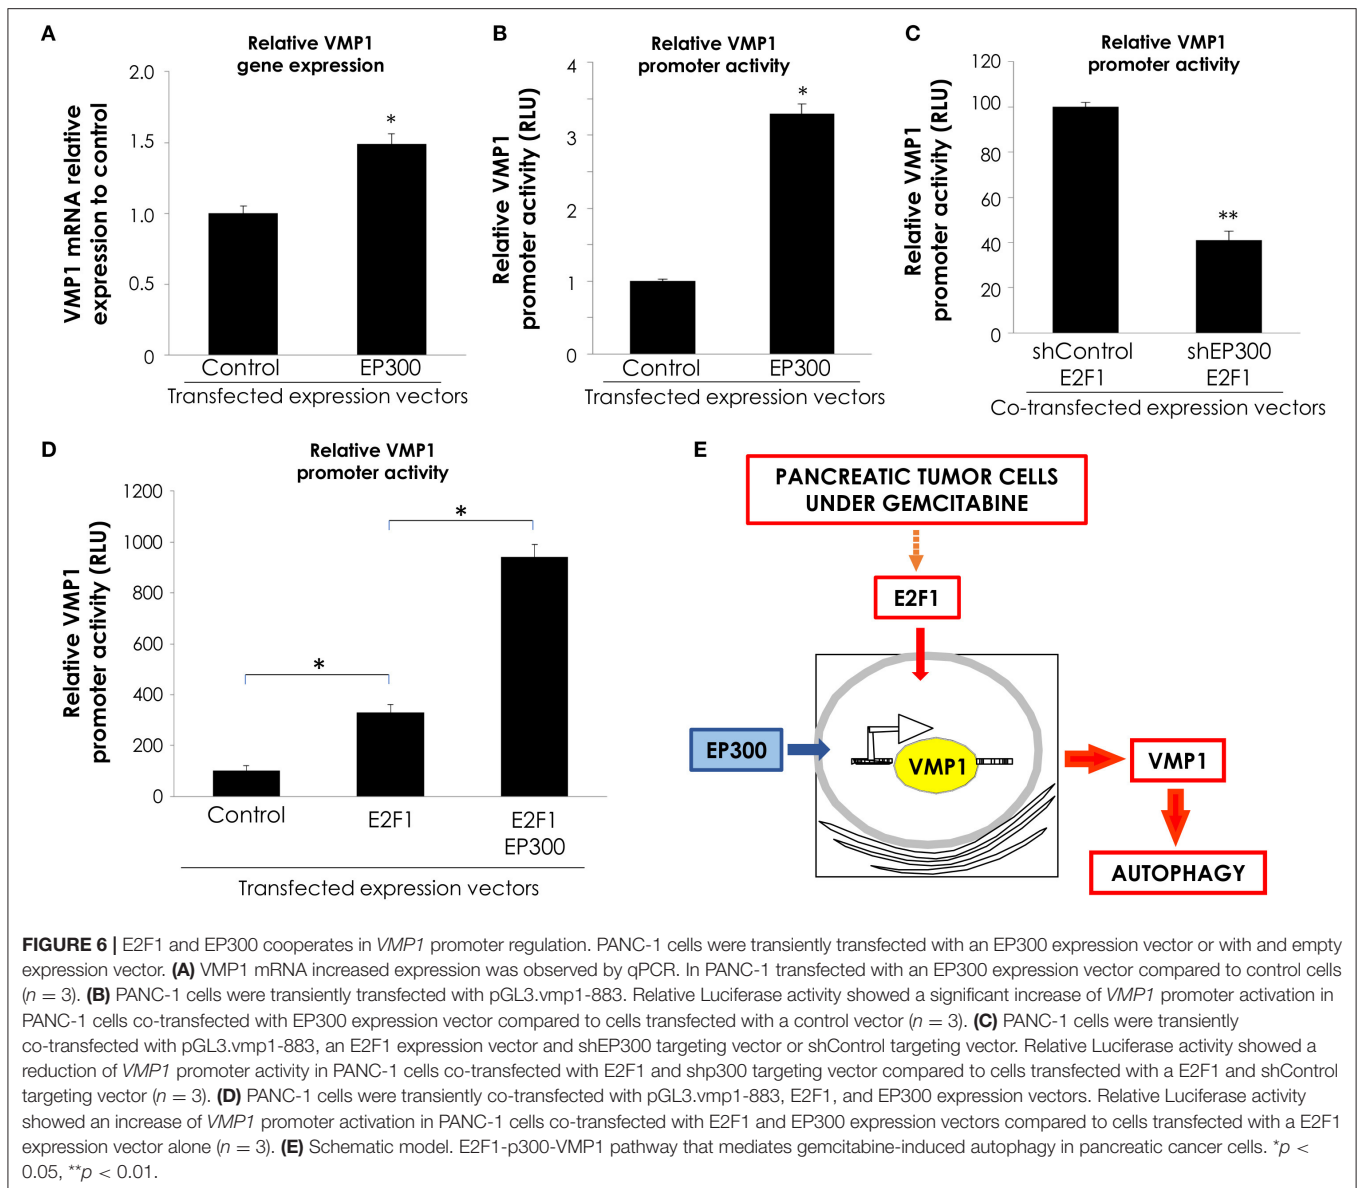 A
Relative VMP1
gene expression
VMP1 mRNA relative
expression to control
2.0
1.5
1.0
0.5
0
*
Control EP300
Transfected expression vectors
B
Relative VMP1
promoter activity
Relative VMP1
promoter activity (RLU)
4
3
2
1
0
*
Control EP300
Transfected expression vectors
C
Relative VMP1
promoter activity
Relative VMP1
promoter activity (RLU)
120
100
80
60
40
20
0
**
shControl shEP300
E2F1 E2F1
Co-transfected expression vectors
D
Relative VMP1
promoter activity
Relative VMP1
promoter activity (RLU)
1200
1000
800
600
400
200
0
*
*
Control E2F1 E2F1
EP300
Transfected expression vectors
E
PANCREATIC TUMOR CELLS
UNDER GEMCITABINE
E2F1
EP300
VMP1
VMP1
AUTOPHAGY
FIGURE 6 | E2F1 and EP300 cooperates in VMP1 promoter regulation. PANC-1 cells were transiently transfected with an EP300 expression vector or with and empty
expression vector. (A) VMP1 mRNA increased expression was observed by qPCR. In PANC-1 transfected with an EP300 expression vector compared to control cells
(n = 3). (B) PANC-1 cells were transiently transfected with pGL3.vmp1-883. Relative Luciferase activity showed a significant increase of VMP1 promoter activation in
PANC-1 cells co-transfected with EP300 expression vector compared to cells transfected with a control vector (n = 3). (C) PANC-1 cells were transiently
co-transfected with pGL3.vmp1-883, an E2F1 expression vector and shEP300 targeting vector or shControl targeting vector. Relative Luciferase activity showed a
reduction of VMP1 promoter activity in PANC-1 cells co-transfected with E2F1 and shp300 targeting vector compared to cells transfected with a E2F1 and shControl
targeting vector (n = 3). (D) PANC-1 cells were transiently co-transfected with pGL3.vmp1-883, E2F1, and EP300 expression vectors. Relative Luciferase activity
showed an increase of VMP1 promoter activation in PANC-1 cells co-transfected with E2F1 and EP300 expression vectors compared to cells transfected with a E2F1
expression vector alone (n = 3). (E) Schematic model. E2F1-p300-VMP1 pathway that mediates gemcitabine-induced autophagy in pancreatic cancer cells. *p <
0.05, **p < 0.01.